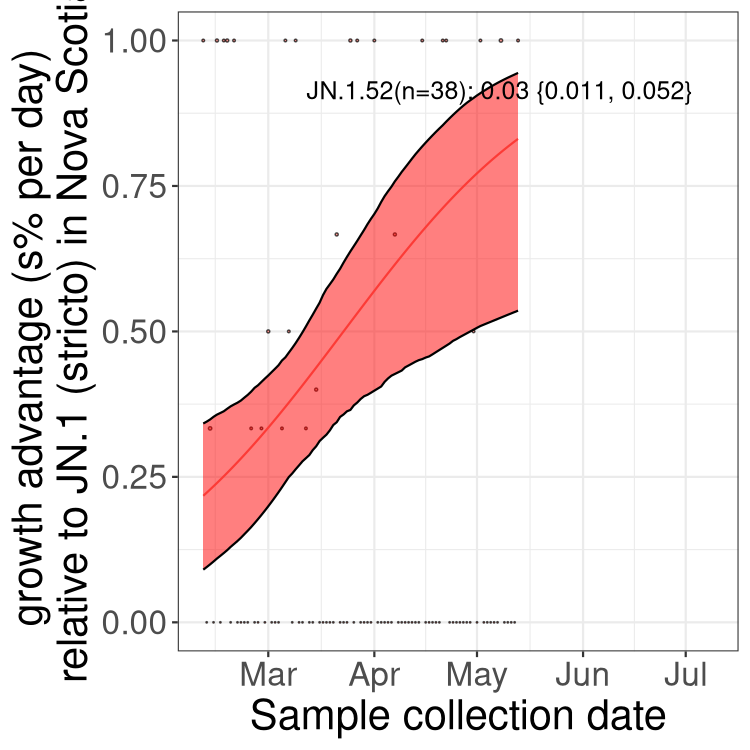 growth advantage (s% per day)
relative to JN.1 (stricto) in Nova Scotia
1.00
0.75
0.50
0.25
0.00
JN.1.52(n=38): 0.03 {0.011, 0.052}
Mar Apr May Jun Jul
Sample collection date